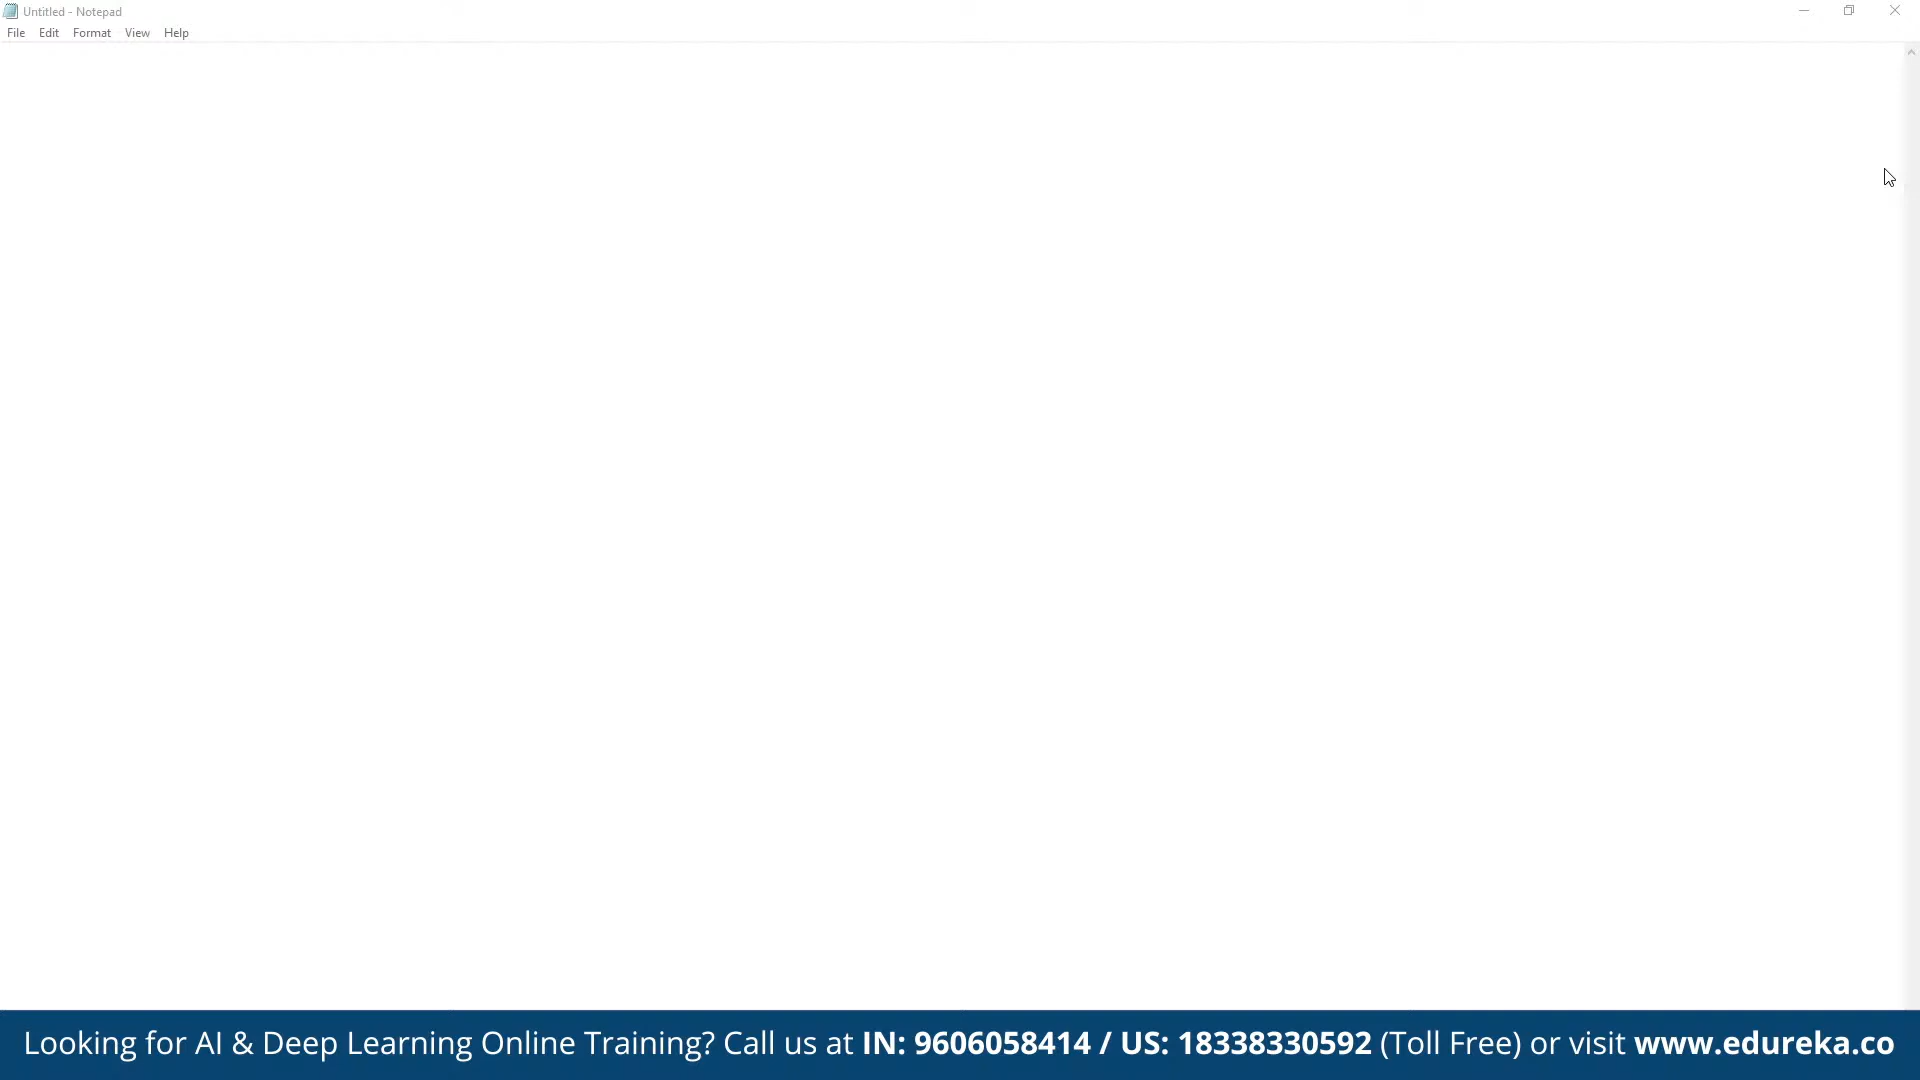 Untitled - Notepad
File Edit Format View Help
Looking for AI & Deep Learning Online Training? Call us at IN: 9606058414 / US: 18338330592 (Toll Free) or visit www.edureka.co